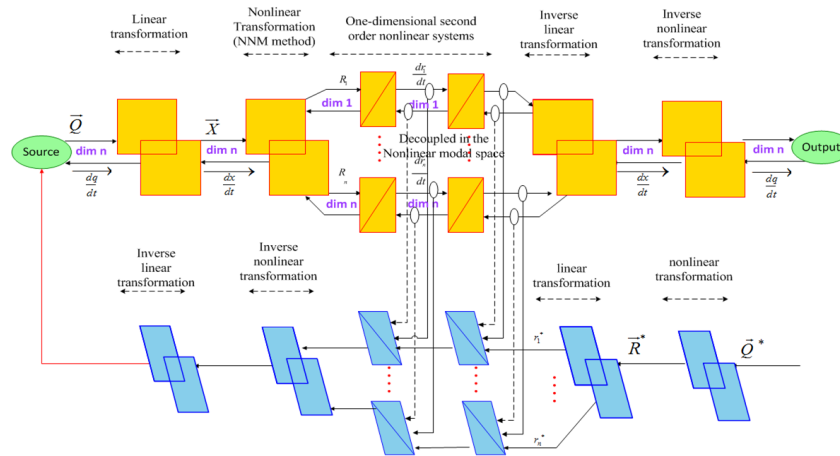 Linear
transformation
Nonlinear
Transformation
(NNM method)
One-dimensional second
order nonlinear systems
Inverse
linear
transformation
Inverse
nonlinear
transformation
R₁
dim 1
dr₁
dt
dim 1
Q
Source
dim n
dq
dt
X
dim n
dx
dt
Decoupled in the
Nonlinear modal space
R n
dim n
drₙ
dt
dim n
dim n
dx
dt
dim n
dq
dt
Output
Inverse
linear
transformation
Inverse
nonlinear
transformation
linear
transformation
nonlinear
transformation
r₁*
R*
Q*
rₙ*